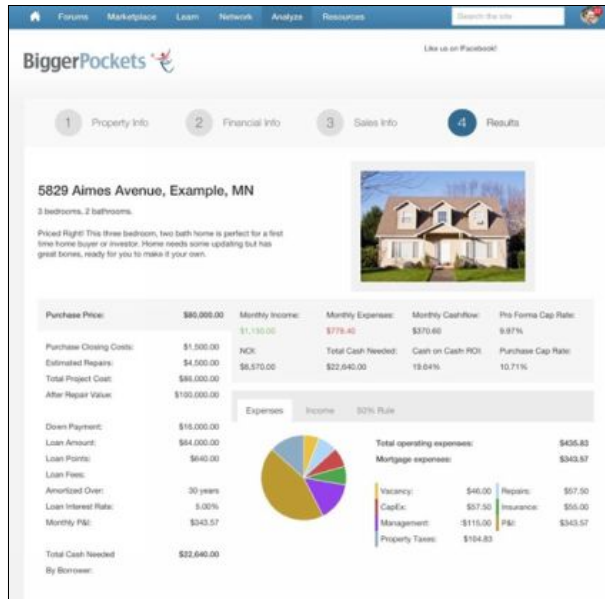 Forums Marketplace Learn Network Analyze Resources Search the site
Like us on Facebook!
BiggerPockets
1 Property Info 2 Financial Info 3 Sales Info 4 Results
5829 Aimes Avenue, Example, MN
3 bedrooms, 2 bathrooms.
Priced Right! This three bedroom, two bath home is perfect for a first
time home buyer or investor. Home needs some updating but has
great bones, ready for you to make it your own.
Purchase Price: $80,000.00
Purchase Closing Costs: $1,500.00
Estimated Repairs: $4,500.00
Total Project Cost: $86,000.00
After Repair Value: $100,000.00
Down Payment: $16,000.00
Loan Amount: $64,000.00
Loan Points: $640.00
Loan Fees:
Amortized Over: 30 years
Loan Interest Rate: 5.00%
Monthly P&I: $343.57
Total Cash Needed $22,640.00
By Borrower:
Monthly Income: Monthly Expenses: Monthly Cashflow: Pro Forma Cap Rate:
$1,150.00 $779.40 $370.60 9.97%
NOI: Total Cash Needed: Cash on Cash ROI: Purchase Cap Rate:
$8,570.00 $22,640.00 19.64% 10.71%
Expenses Income 50% Rule
Total operating expenses: $435.83
Mortgage expenses: $343.57
Vacancy: $46.00 Repairs: $57.50
CapEx: $57.50 Insurance: $55.00
Management: $115.00 P&I: $343.57
Property Taxes: $104.83